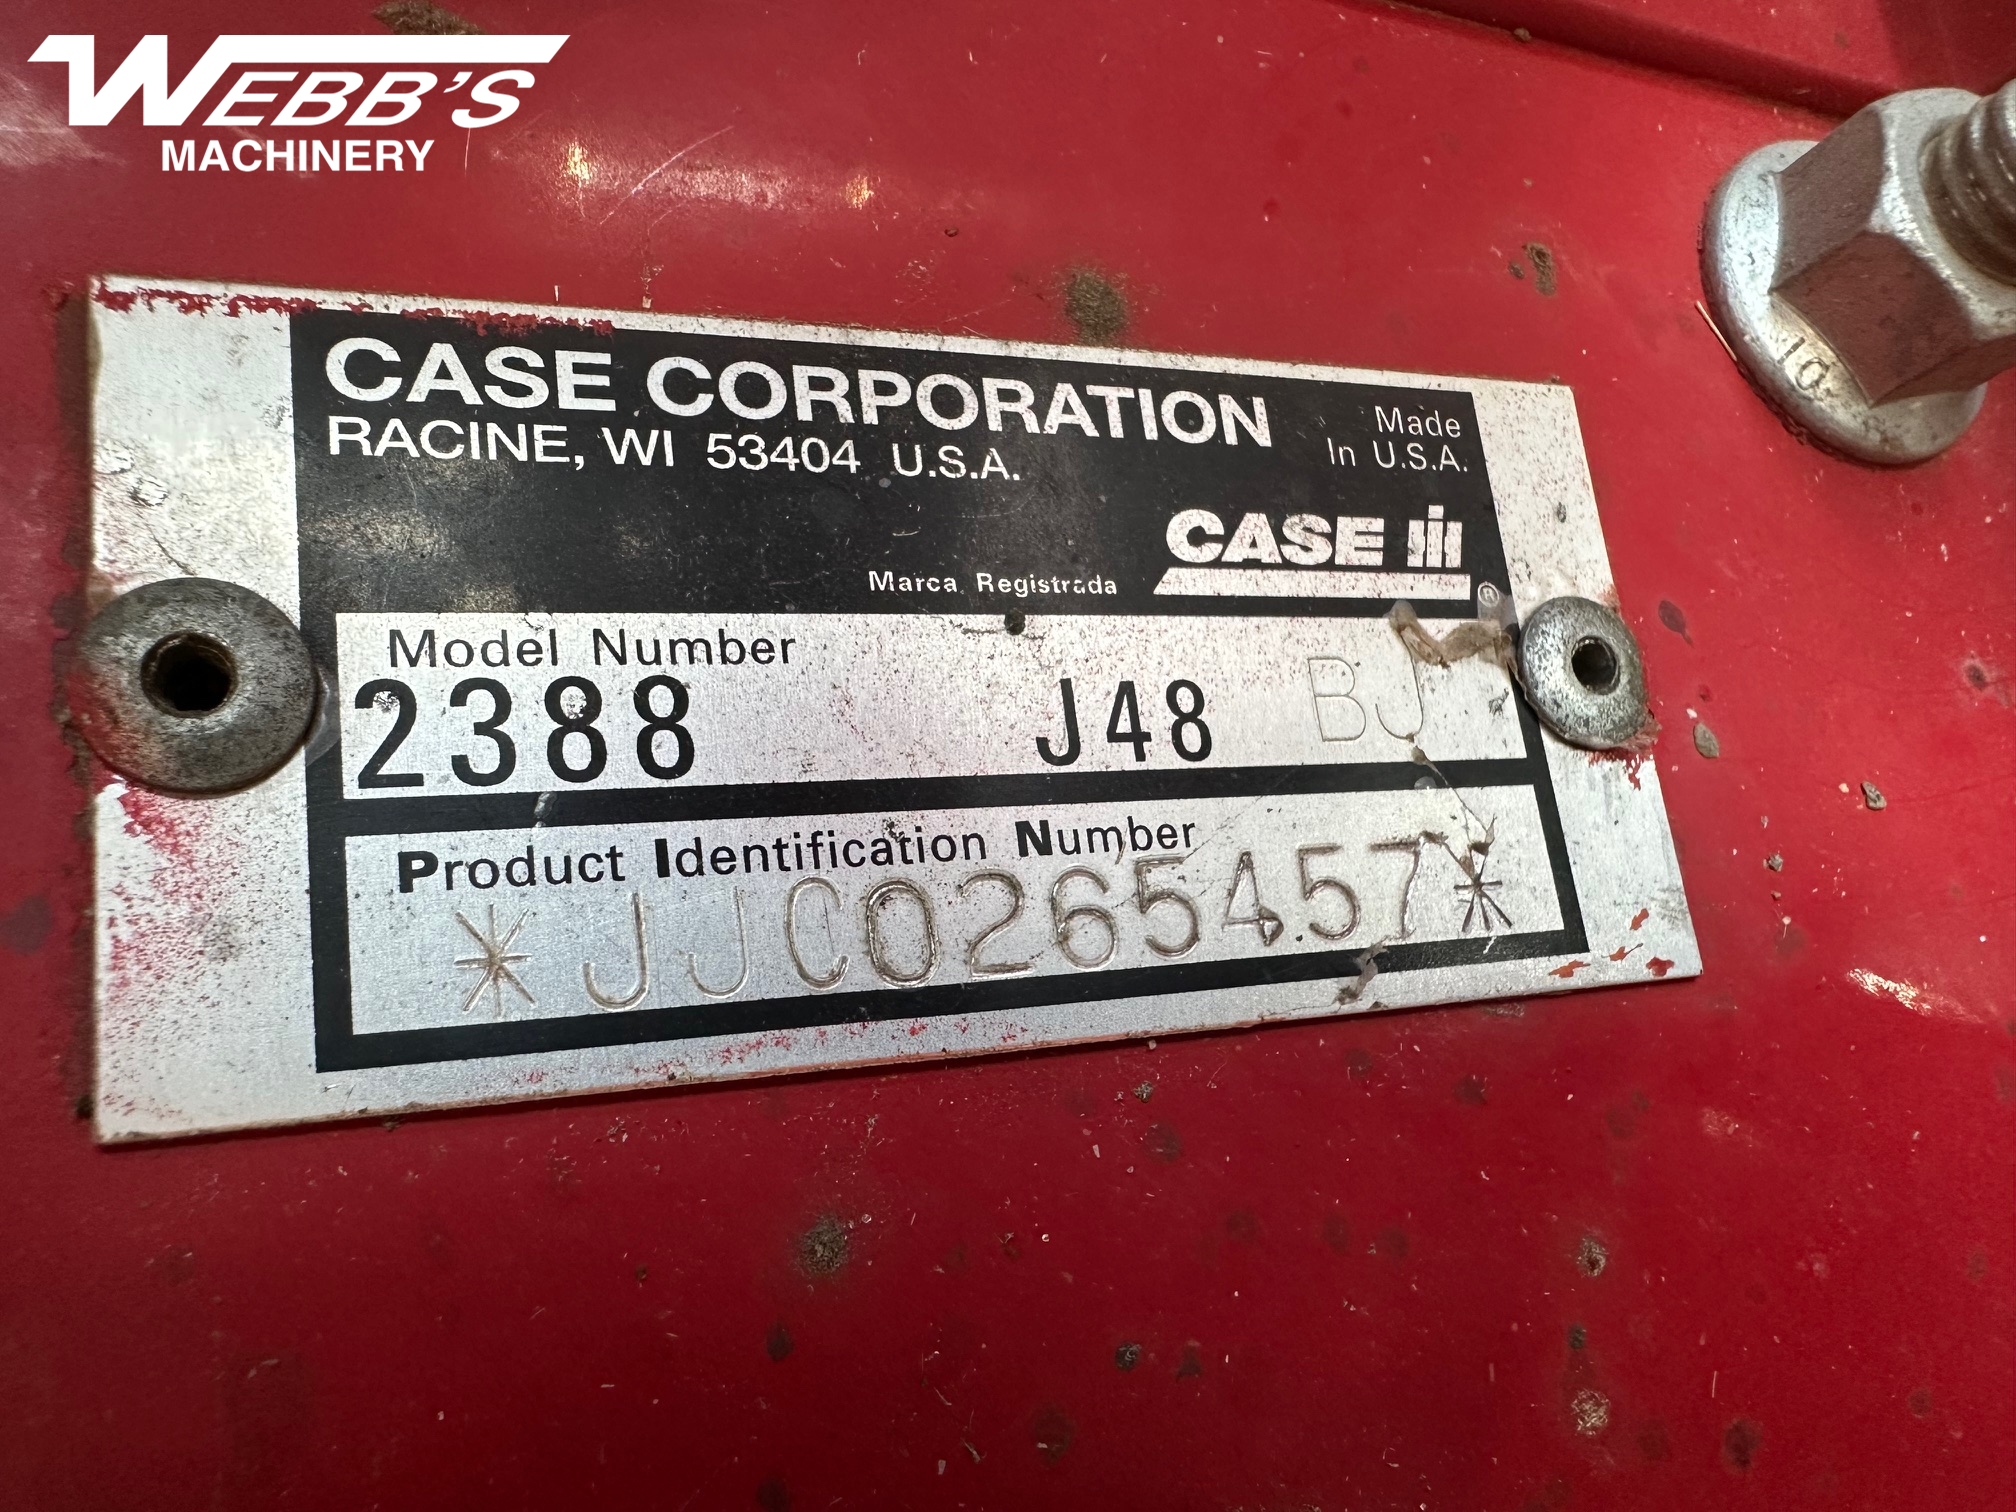 WEBB'S
MACHINERY
CASE CORPORATION
RACINE, WI 53404 U.S.A.
Made
In U.S.A.
CASE IH
®
Marca Registrada
Model Number
2388 J48 BJ
Product Identification Number
*JJC0265457*
10